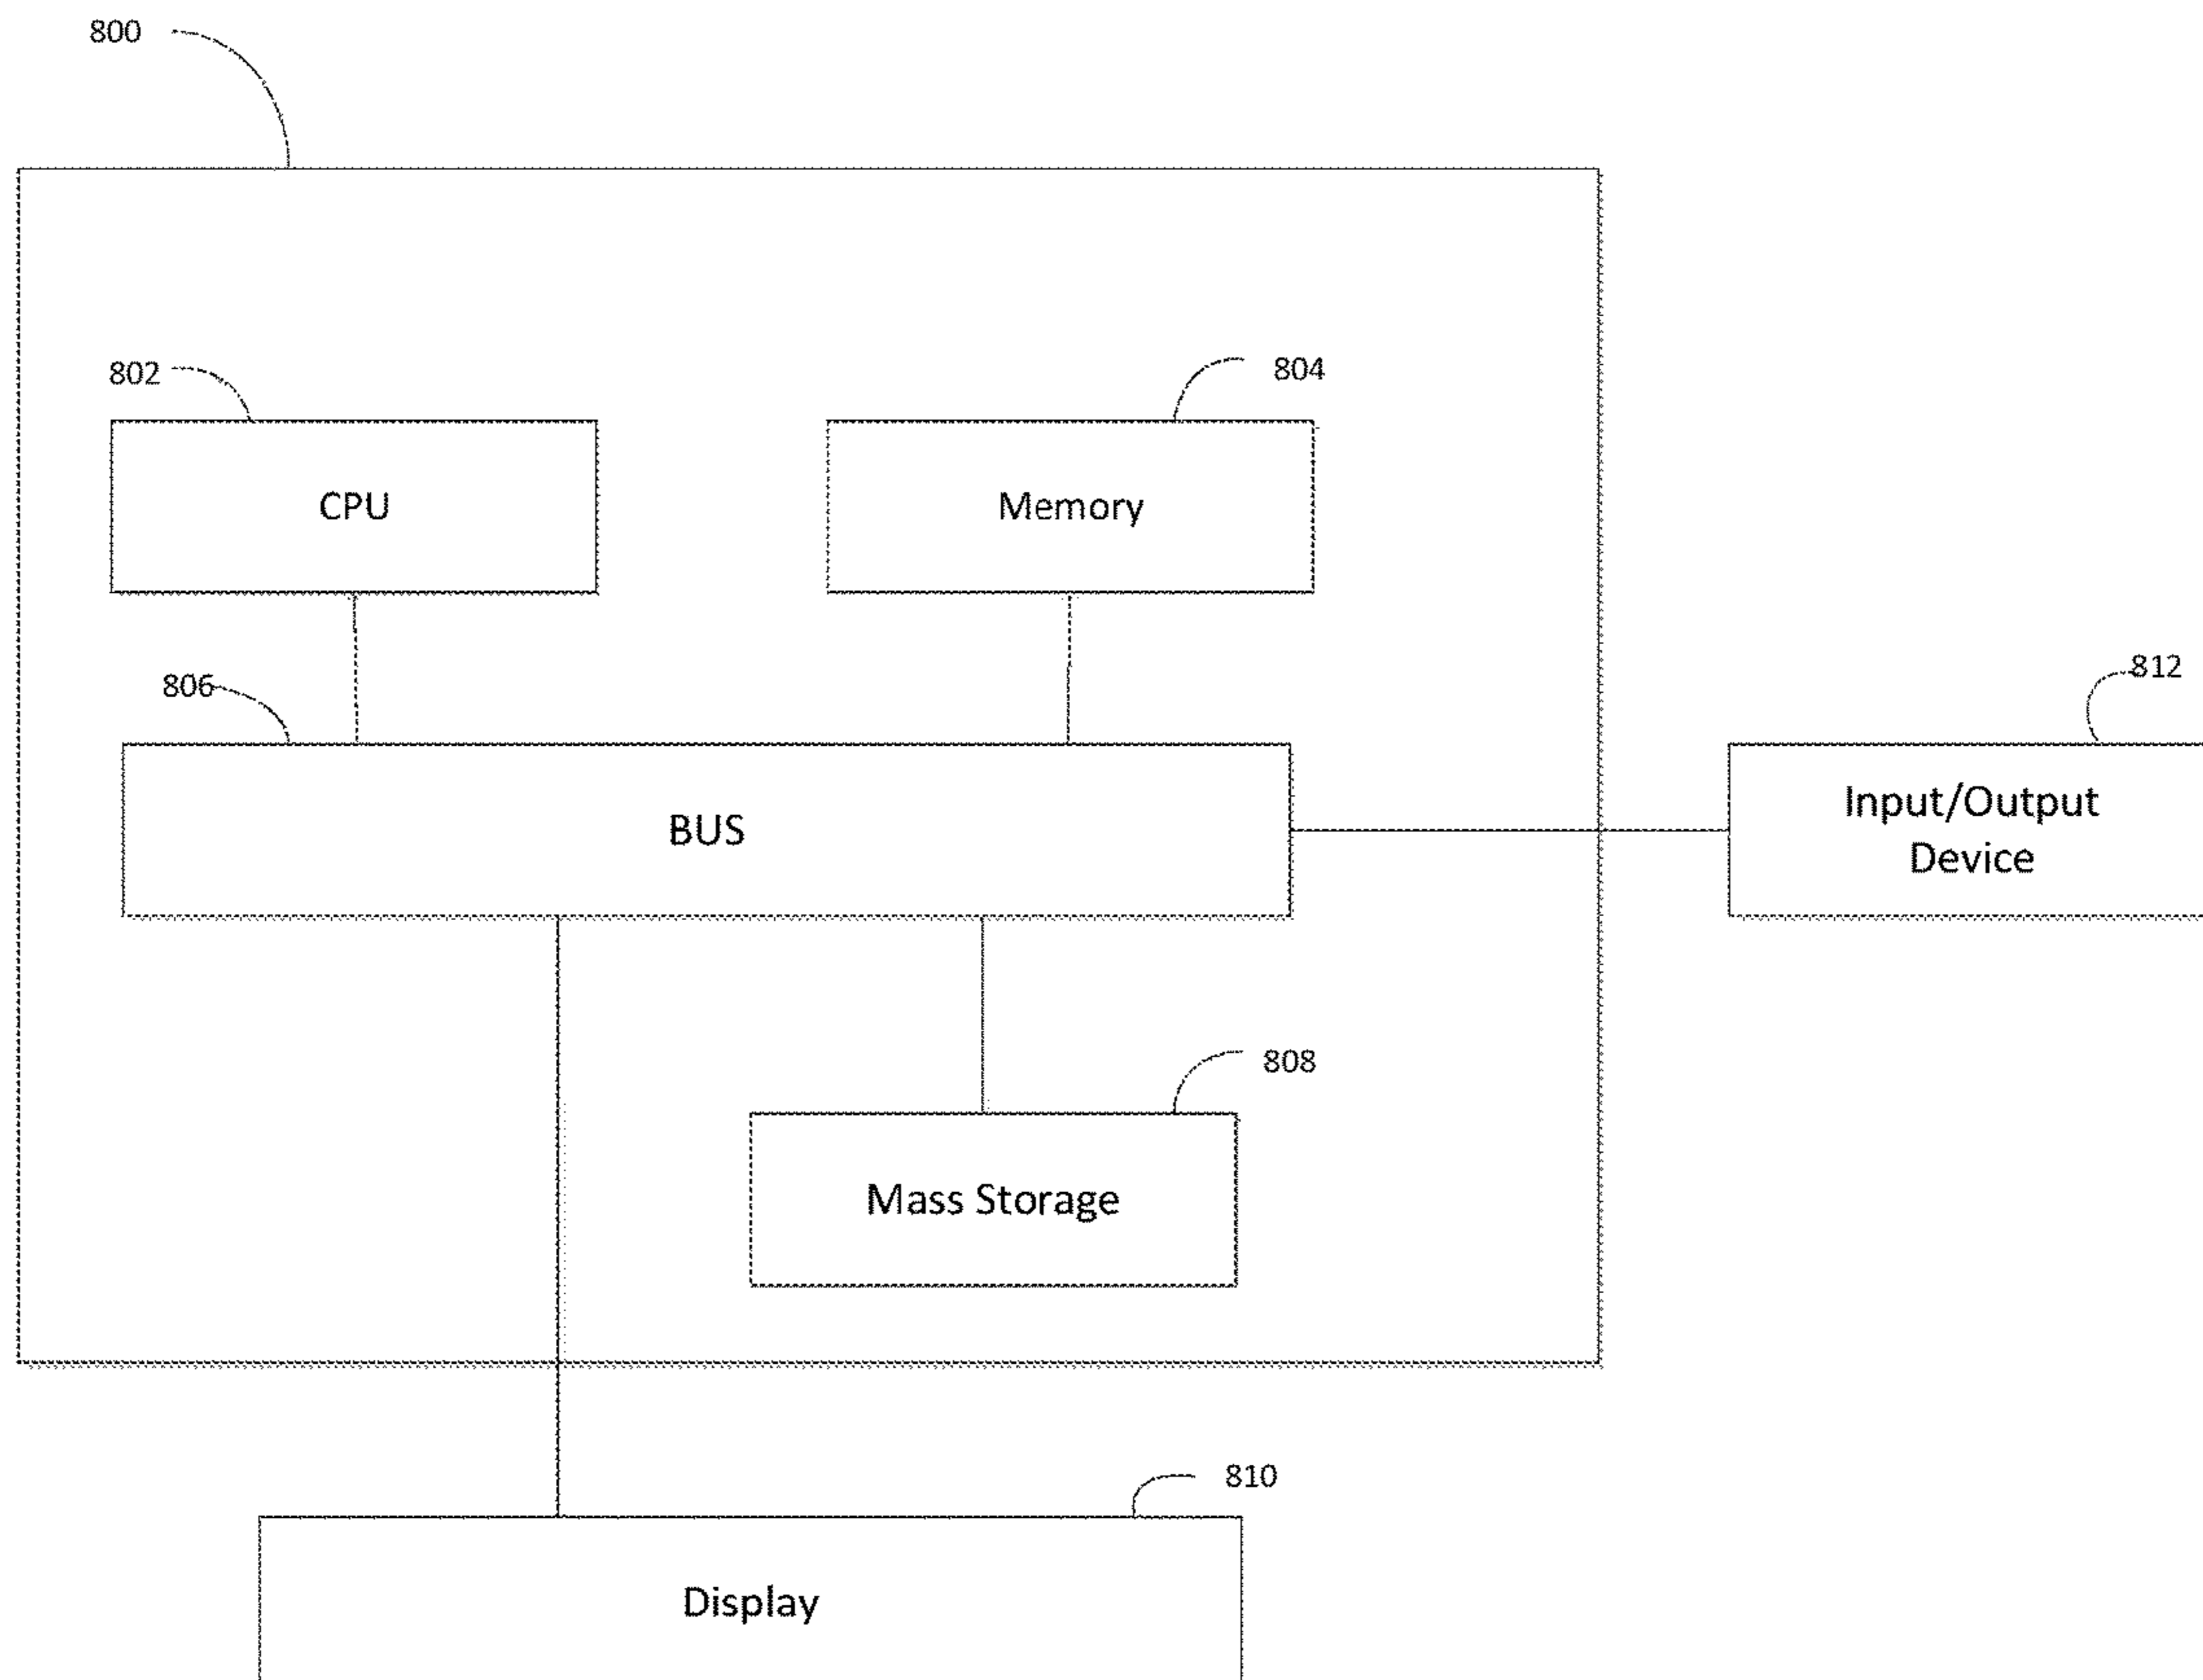 800
802
804
CPU
Memory
806
812
BUS
Input/Output
Device
808
Mass Storage
810
Display